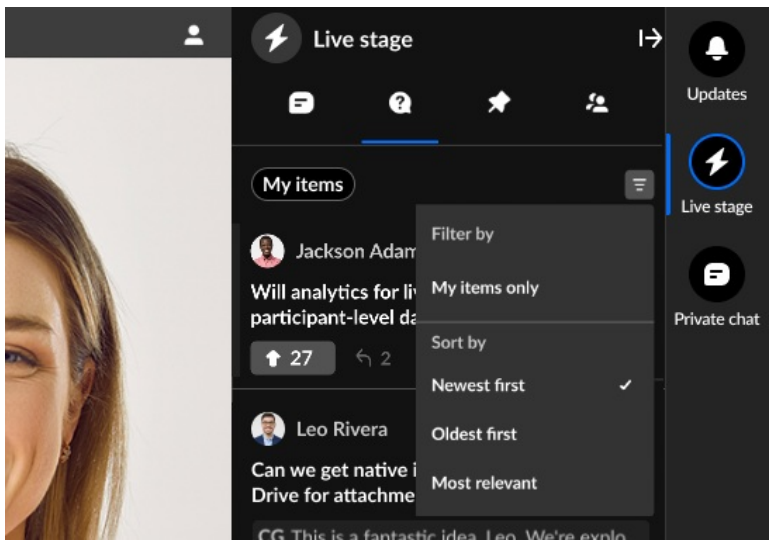 Live stage
Updates
My items
Live stage
Jackson Adam
Filter by
Will analytics for li
My items only
participant-level da
Sort by
27
2
Newest first
Private chat
Leo Rivera
Oldest first
Can we get native i
Drive for attachme
Most relevant
CG This is a fantastic idea, Leo. We're explo